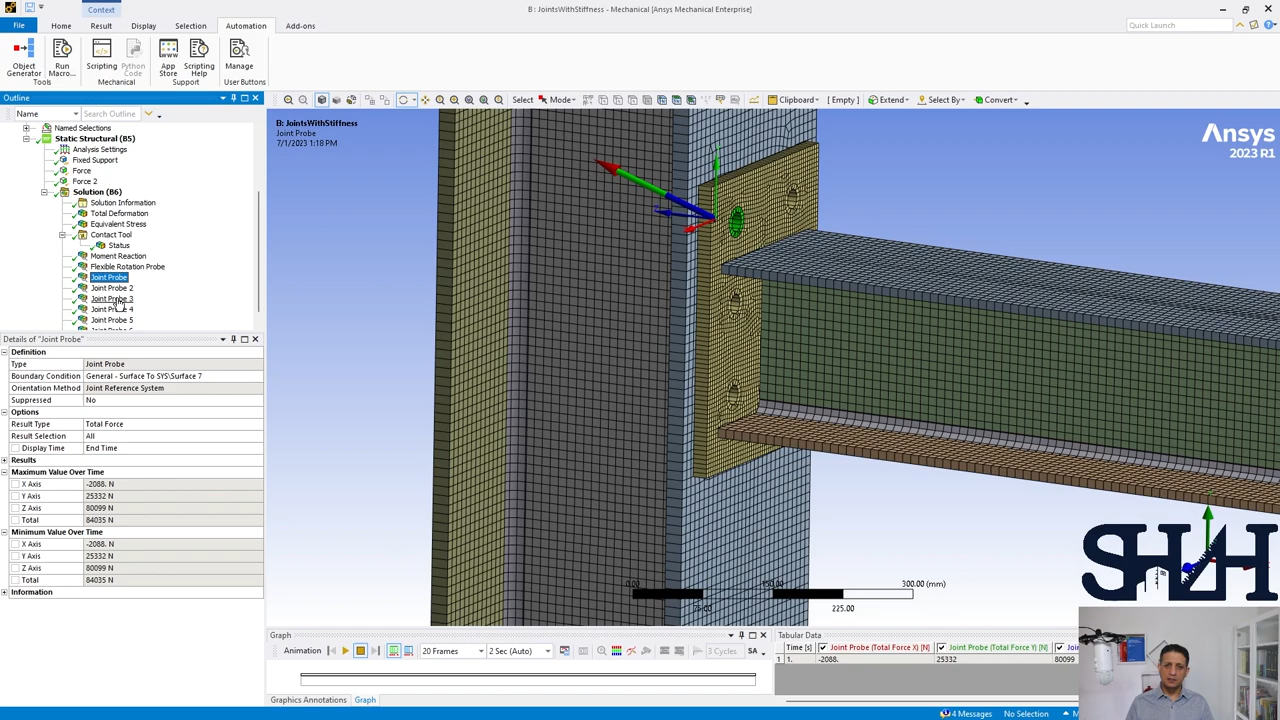 Context
B : JointsWithStiffness - Mechanical [Ansys Mechanical Enterprise]
File Home Result Display Selection Automation Add-ons
Quick Launch
Object Generator
Run Macro...
Scripting
Python Code
App Store
Scripting Help
Manage
Tools Mechanical Support User Buttons
Outline
Name Search Outline
Select Mode Clipboard [ Empty ] Extend Select By Convert
Named Selections
Static Structural (B5)
Analysis Settings
Fixed Support
Force
Force 2
Solution (B6)
Solution Information
Total Deformation
Equivalent Stress
Contact Tool
Status
Moment Reaction
Flexible Rotation Probe
Joint Probe
Joint Probe 2
Joint Probe 3
Joint Probe 4
Joint Probe 5
B: JointsWithStiffness
Joint Probe
7/1/2023 1:18 PM
Ansys
2023 R1
Details of "Joint Probe"
Definition
Type Joint Probe
Boundary Condition General - Surface To SYS\Surface 7
Orientation Method Joint Reference System
Suppressed No
Options
Result Type Total Force
Result Selection All
Display Time End Time
Results
Maximum Value Over Time
X Axis -2088. N
Y Axis 25332 N
Z Axis 80099 N
Total 84035 N
Minimum Value Over Time
X Axis -2088. N
Y Axis 25332 N
Z Axis 80099 N
Total 84035 N
Information
0.00 150.00 300.00 (mm)
75.00 225.00
Graph
Animation 20 Frames 2 Sec (Auto) 3 Cycles
Tabular Data
Time [s] Joint Probe (Total Force X) [N] Joint Probe (Total Force Y) [N]
1 1. -2088. 25332 80099
Graphics Annotations Graph
4 Messages No Selection